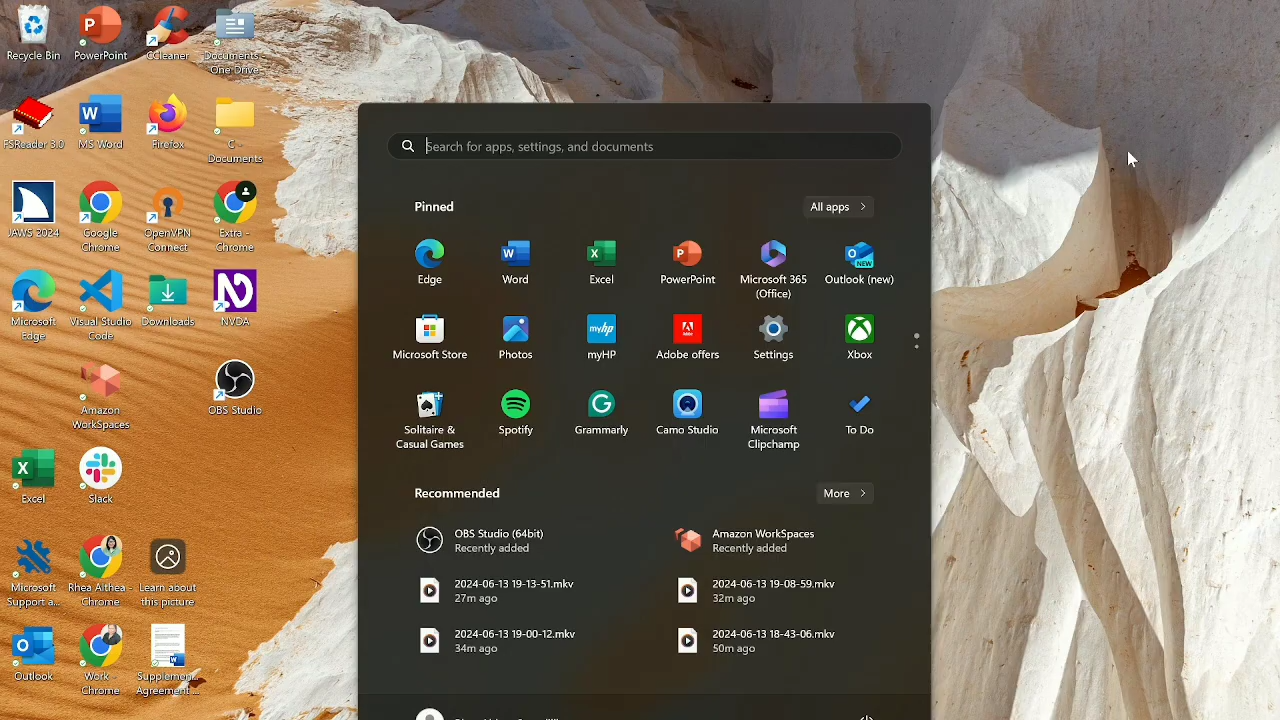 Recycle Bin
PowerPoint
CCleaner
Documents -
One Drive
FSReader 3.0
MS Word
Firefox
C -
Documents
JAWS 2024
Google
Chrome
OpenVPN
Connect
Extra -
Chrome
Microsoft
Edge
Visual Studio
Code
Downloads
NVDA
Amazon
WorkSpaces
OBS Studio
Excel
Slack
Microsoft
Support a...
Rhea Althea -
Chrome
Learn about
this picture
Outlook
Work -
Chrome
Supplement
Agreement...
Search for apps, settings, and documents
Pinned
All apps
Edge
Word
Excel
PowerPoint
Microsoft 365
(Office)
Outlook (new)
Microsoft Store
Photos
myHP
Adobe offers
Settings
Xbox
Solitaire &
Casual Games
Spotify
Grammarly
Camo Studio
Microsoft
Clipchamp
To Do
Recommended
More
OBS Studio (64bit)
Recently added
Amazon WorkSpaces
Recently added
2024-06-13 19-13-51.mkv
27m ago
2024-06-13 19-08-59.mkv
32m ago
2024-06-13 19-00-12.mkv
34m ago
2024-06-13 18-43-06.mkv
50m ago